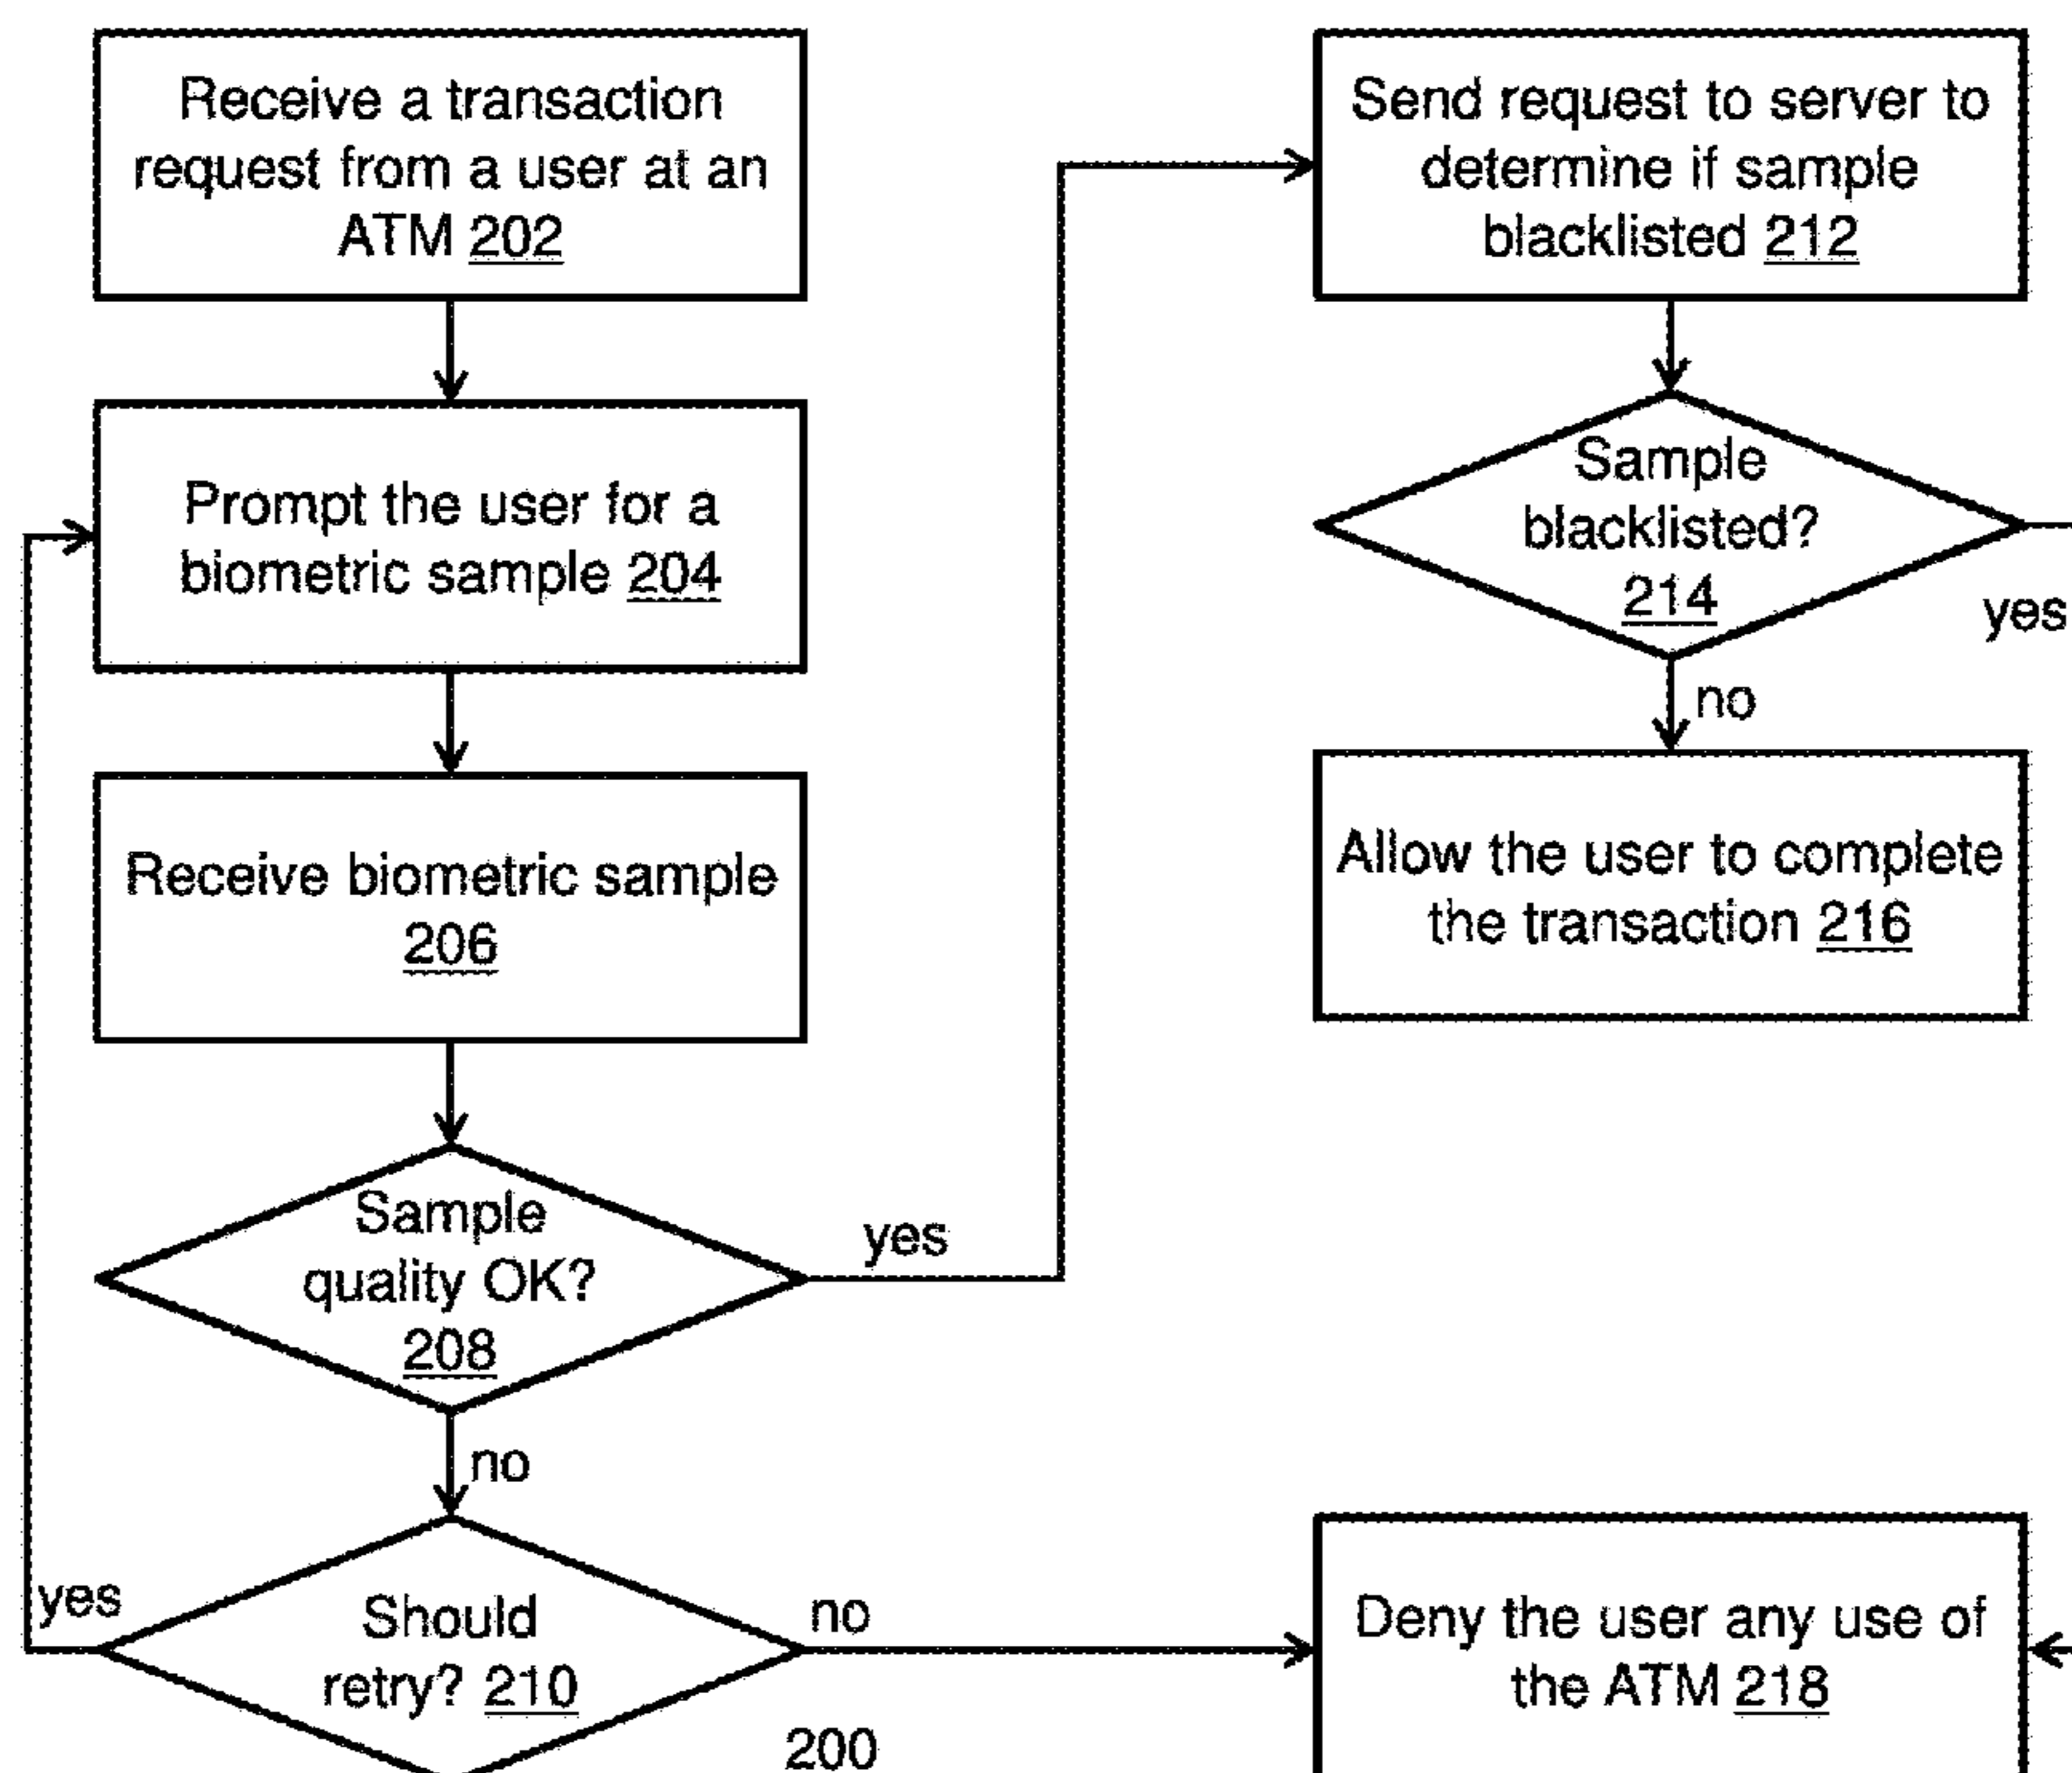 Receive a transaction
request from a user at an
ATM 202
Prompt the user for a
biometric sample 204
Receive biometric sample
206
Sample
quality OK?
208
yes
no
Should
retry? 210
yes
no
200
Send request to server to
determine if sample
blacklisted 212
Sample
blacklisted?
214
yes
no
Allow the user to complete
the transaction 216
Deny the user any use of
the ATM 218